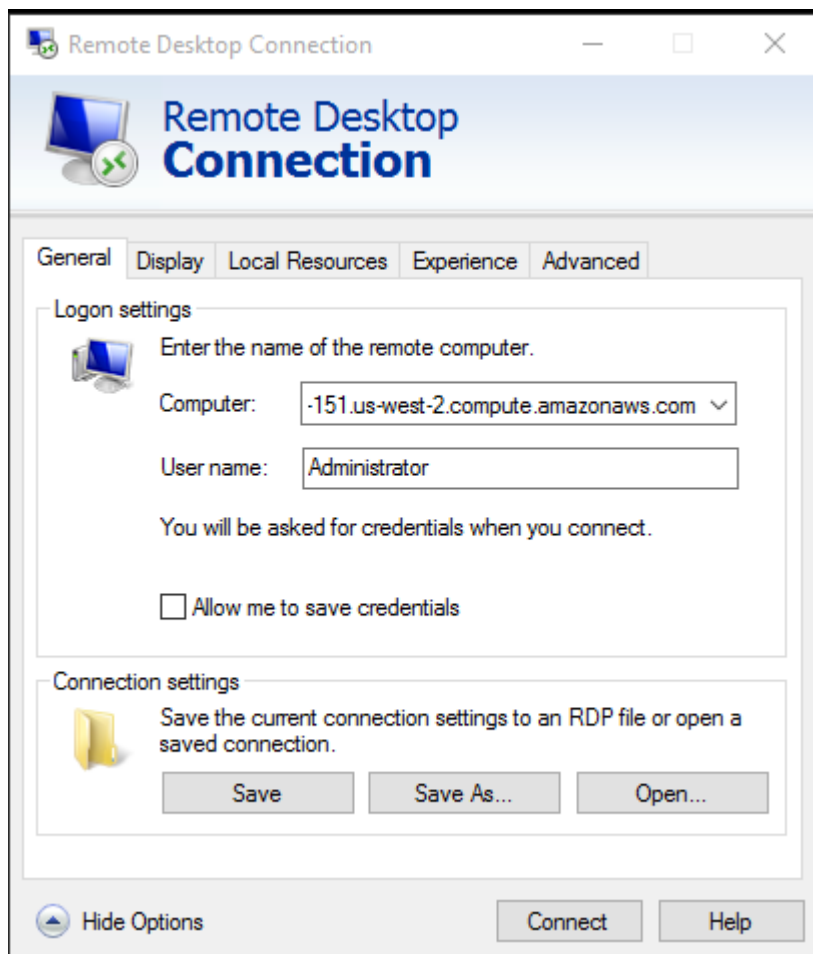 Remote Desktop Connection
Remote Desktop
Connection
General Display Local Resources Experience Advanced
Logon settings
Enter the name of the remote computer.
Computer: -151.us-west-2.compute.amazonaws.com
User name: Administrator
You will be asked for credentials when you connect.
Allow me to save credentials
Connection settings
Save the current connection settings to an RDP file or open a
saved connection.
Save Save As... Open...
Hide Options Connect Help